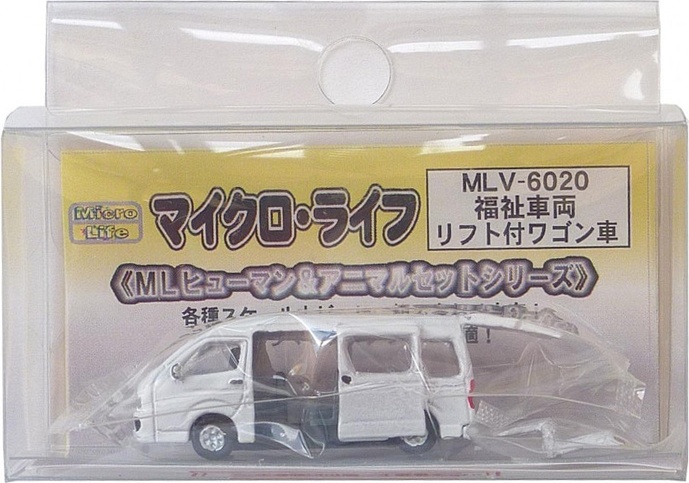 Micro
Life
マイクロ・ライフ
MLV-6020
福祉車両
リフト付ワゴン車
《MLヒューマン&アニマルセットシリーズ》
各種スケール
！